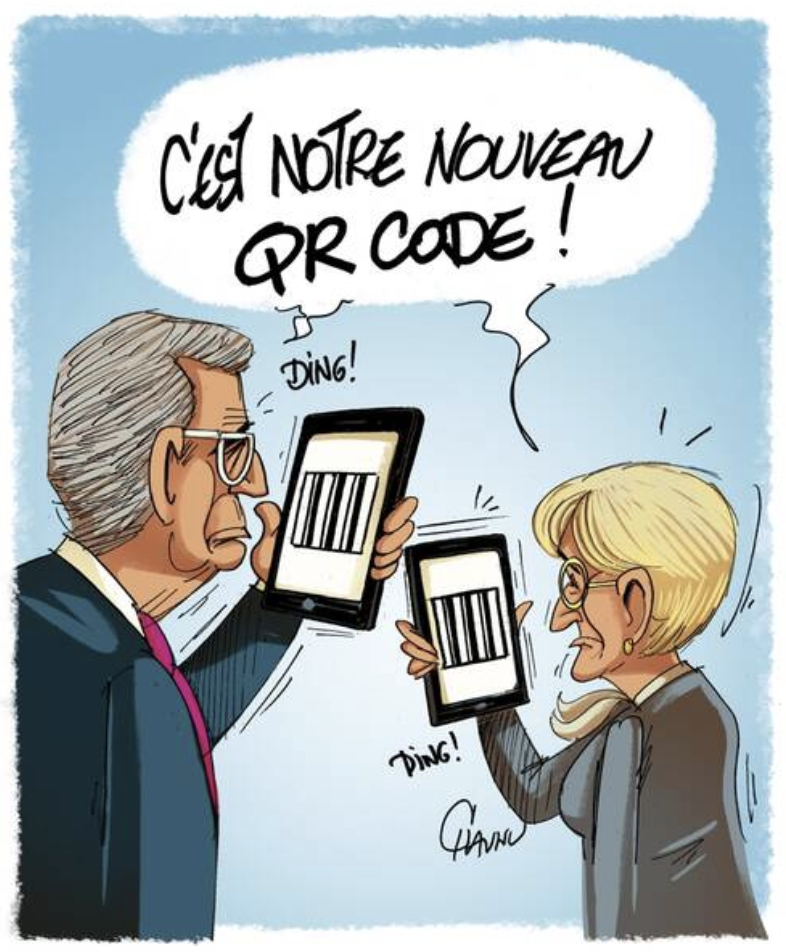 C'EST NOTRE NOUVEAU
QR CODE !
DING!
DING!
CHAUNU